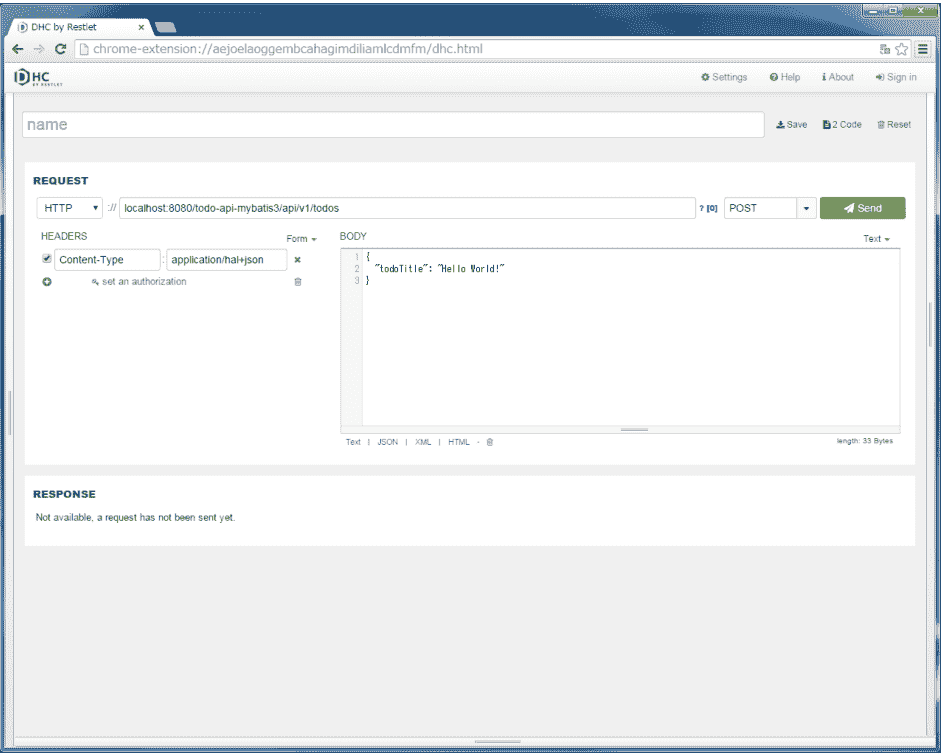 DHC by Restlet
chrome-extension://aejoelaoggembcahagimdiliamlcdmfm/dhc.html
DHC BY RESTLET Settings Help About Sign in
name Save 2 Code Reset
REQUEST
HTTP :// localhost:8080/todo-api-mybatis3/api/v1/todos ? [0] POST Send
HEADERS Form BODY Text
Content-Type : application/hal+json
set an authorization
1 {
2 "todoTitle": "Hello World!"
3 }
Text | JSON | XML | HTML - length: 33 Bytes
RESPONSE
Not available, a request has not been sent yet.